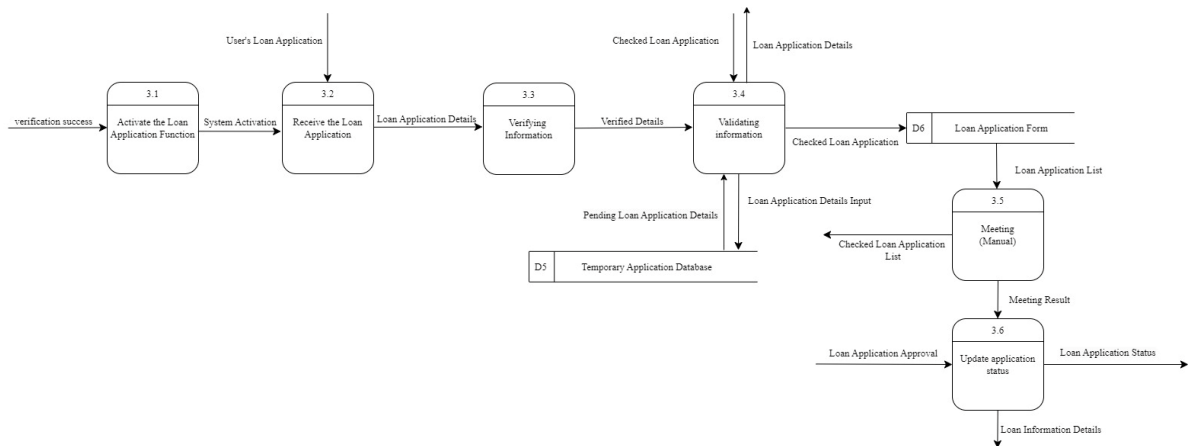 User's Loan Application
Checked Loan Application
Loan Application Details
3.1
Activate the Loan
Application Function
3.2
Receive the Loan
Application
3.3
Verifying
Information
3.4
Validating
information
verification success
System Activation
Loan Application Details
Verified Details
Checked Loan Application
D6
Loan Application Form
Loan Application List
Pending Loan Application Details
Loan Application Details Input
3.5
Meeting
(Manual)
Checked Loan Application
List
D5
Temporary Application Database
Meeting Result
3.6
Update application
status
Loan Application Approval
Loan Application Status
Loan Information Details